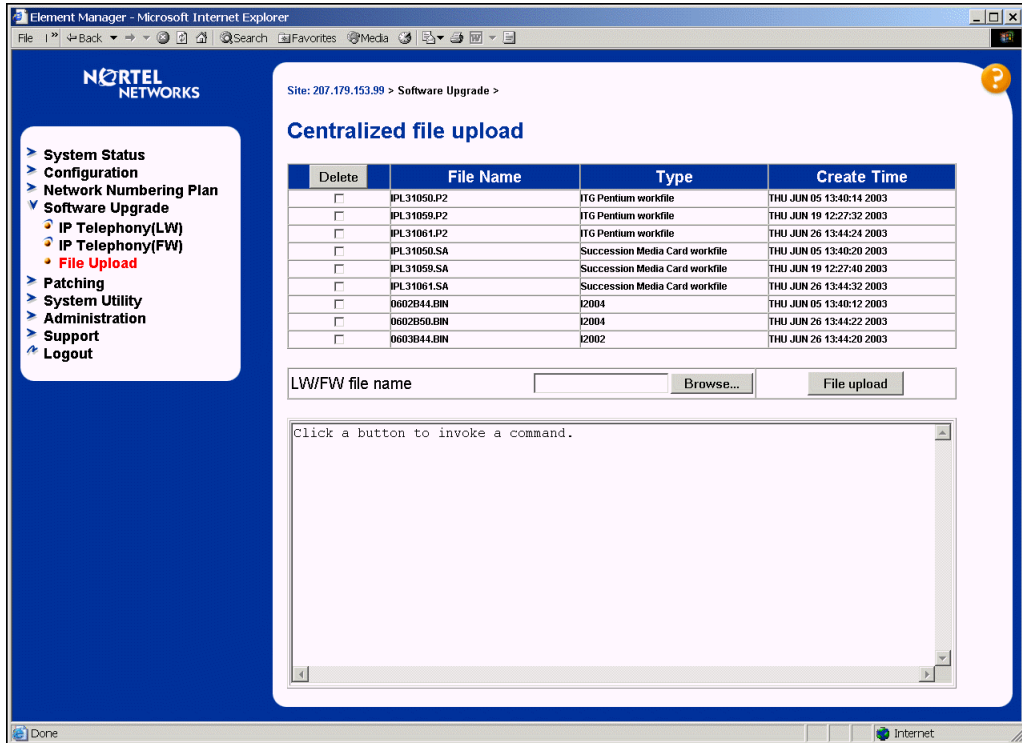 Element Manager - Microsoft Internet Explorer
File Back Search Favorites Media
NORTEL
NETWORKS
System Status
Configuration
Network Numbering Plan
Software Upgrade
IP Telephony(LW)
IP Telephony(FW)
File Upload
Patching
System Utility
Administration
Support
Logout
Site: 207.179.153.99 > Software Upgrade >
?
Centralized file upload
Delete File Name Type Create Time
IPL31050.P2 ITG Pentium workfile THU JUN 05 13:40:14 2003
IPL31059.P2 ITG Pentium workfile THU JUN 19 12:27:32 2003
IPL31061.P2 ITG Pentium workfile THU JUN 26 13:44:24 2003
IPL31050.SA Succession Media Card workfile THU JUN 05 13:40:20 2003
IPL31059.SA Succession Media Card workfile THU JUN 19 12:27:40 2003
IPL31061.SA Succession Media Card workfile THU JUN 26 13:44:32 2003
0602B44.BIN I2004 THU JUN 05 13:40:12 2003
0602B50.BIN I2004 THU JUN 26 13:44:22 2003
0603B44.BIN I2002 THU JUN 26 13:44:20 2003
LW/FW file name Browse... File upload
Click a button to invoke a command.
Done Internet